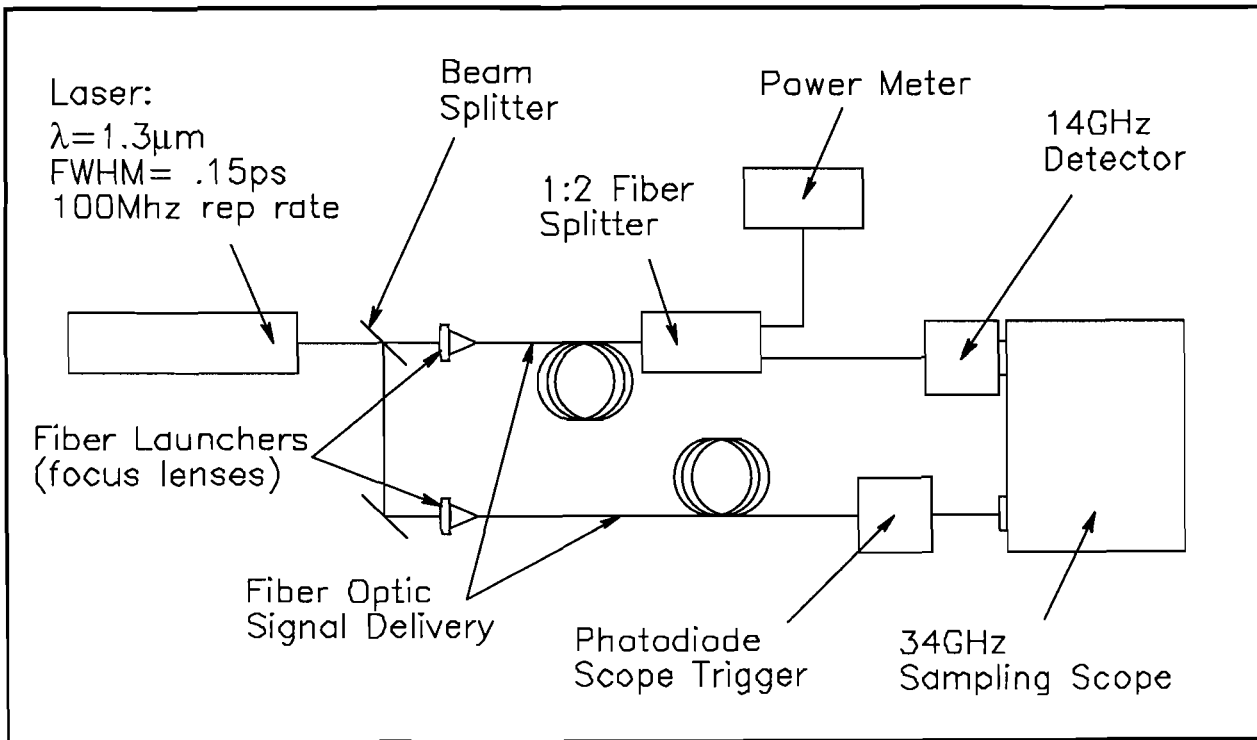 Laser:
λ=1.3μm
FWHM= .15ps
100Mhz rep rate
Beam
Splitter
1:2 Fiber
Splitter
Power Meter
14GHz
Detector
Fiber Launchers
(focus lenses)
Fiber Optic
Signal Delivery
Photodiode
Scope Trigger
34GHz
Sampling Scope